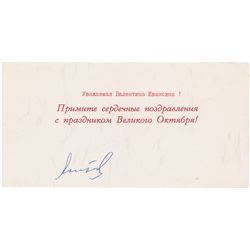 Уважаемая Валентина Ивановна !
Примите сердечные поздравления
с праздником Великого Октября!